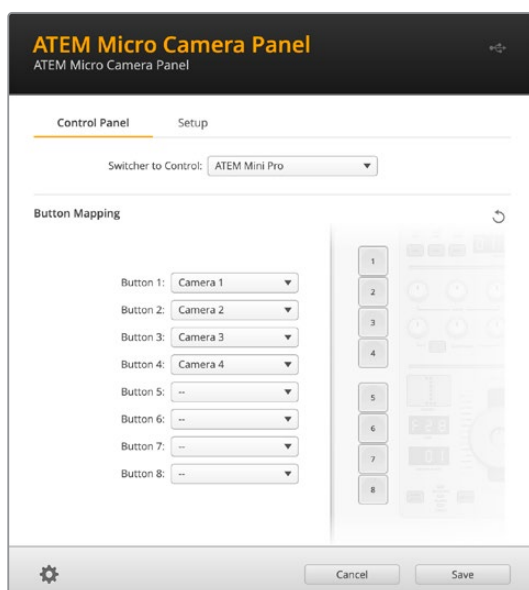 ATEM Micro Camera Panel
ATEM Micro Camera Panel
Control Panel Setup
Switcher to Control: ATEM Mini Pro
Button Mapping
Button 1: Camera 1
Button 2: Camera 2
Button 3: Camera 3
Button 4: Camera 4
Button 5: --
Button 6: --
Button 7: --
Button 8: --
1
2
3
4
5
6
7
8
Cancel Save